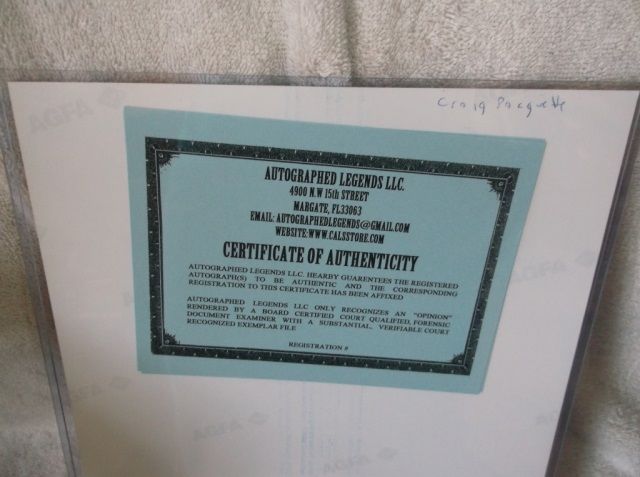 Craig Paquette
AGFA
AUTOGRAPHED LEGENDS LLC.
4900 N.W 15th STREET
MARGATE, FL33063
EMAIL: AUTOGRAPHEDLEGENDS@GMAIL.COM
WEBSITE:WWW.CALSSTORE.COM
CERTIFICATE OF AUTHENTICITY
AUTOGRAPHED LEGENDS LLC. HEARBY GUARENTEES THE REGISTERED
AUTOGRAPH(S) TO BE AUTHENTIC AND THE CORRESPONDING
REGISTRATION TO THIS CERTIFICATE HAS BEEN AFFIXED
AUTOGRAPHED LEGENDS LLC ONLY RECOGNIZES AN "OPINION"
RENDERED BY A BOARD CERTIFIED COURT QUALIFIED, FORENSIC
DOCUMENT EXAMINER WITH A SUBSTANTIAL, VERIFIABLE COURT
RECOGNIZED EXEMPLAR FILE
REGISTRATION #
AGFA
AGFA